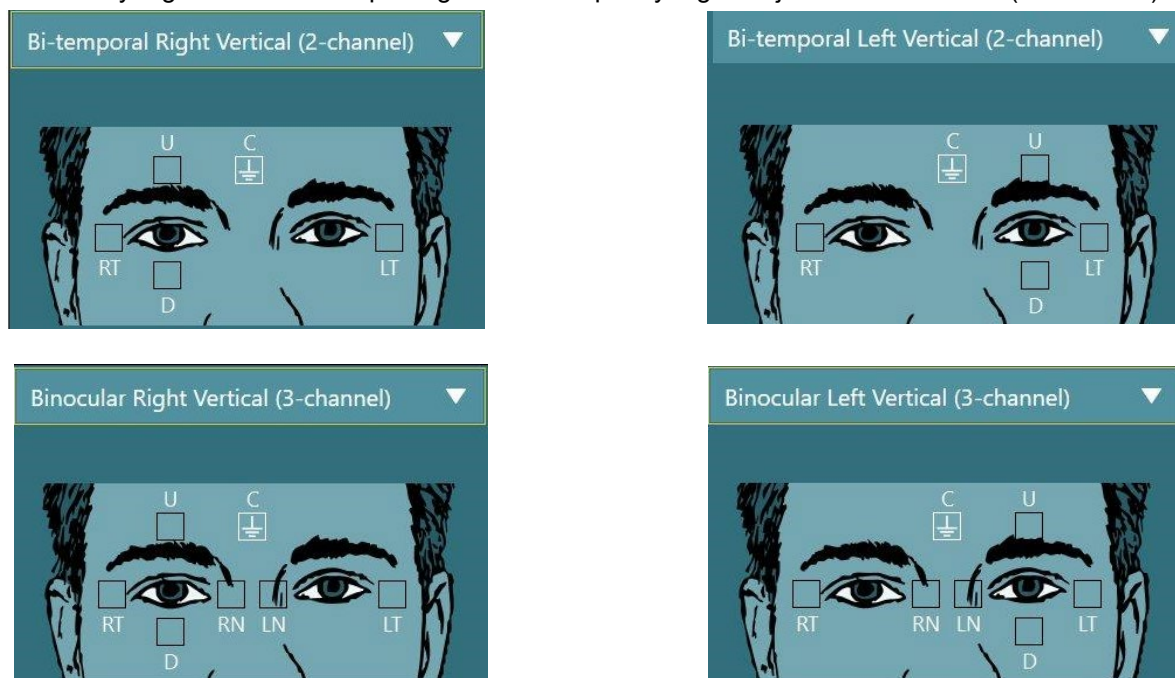 Bi-temporal Right Vertical (2-channel)
U C
RT LT
D
Bi-temporal Left Vertical (2-channel)
C U
RT LT
D
Binocular Right Vertical (3-channel)
U C
RT RN LN LT
D
Binocular Left Vertical (3-channel)
C U
RT RN LN LT
D